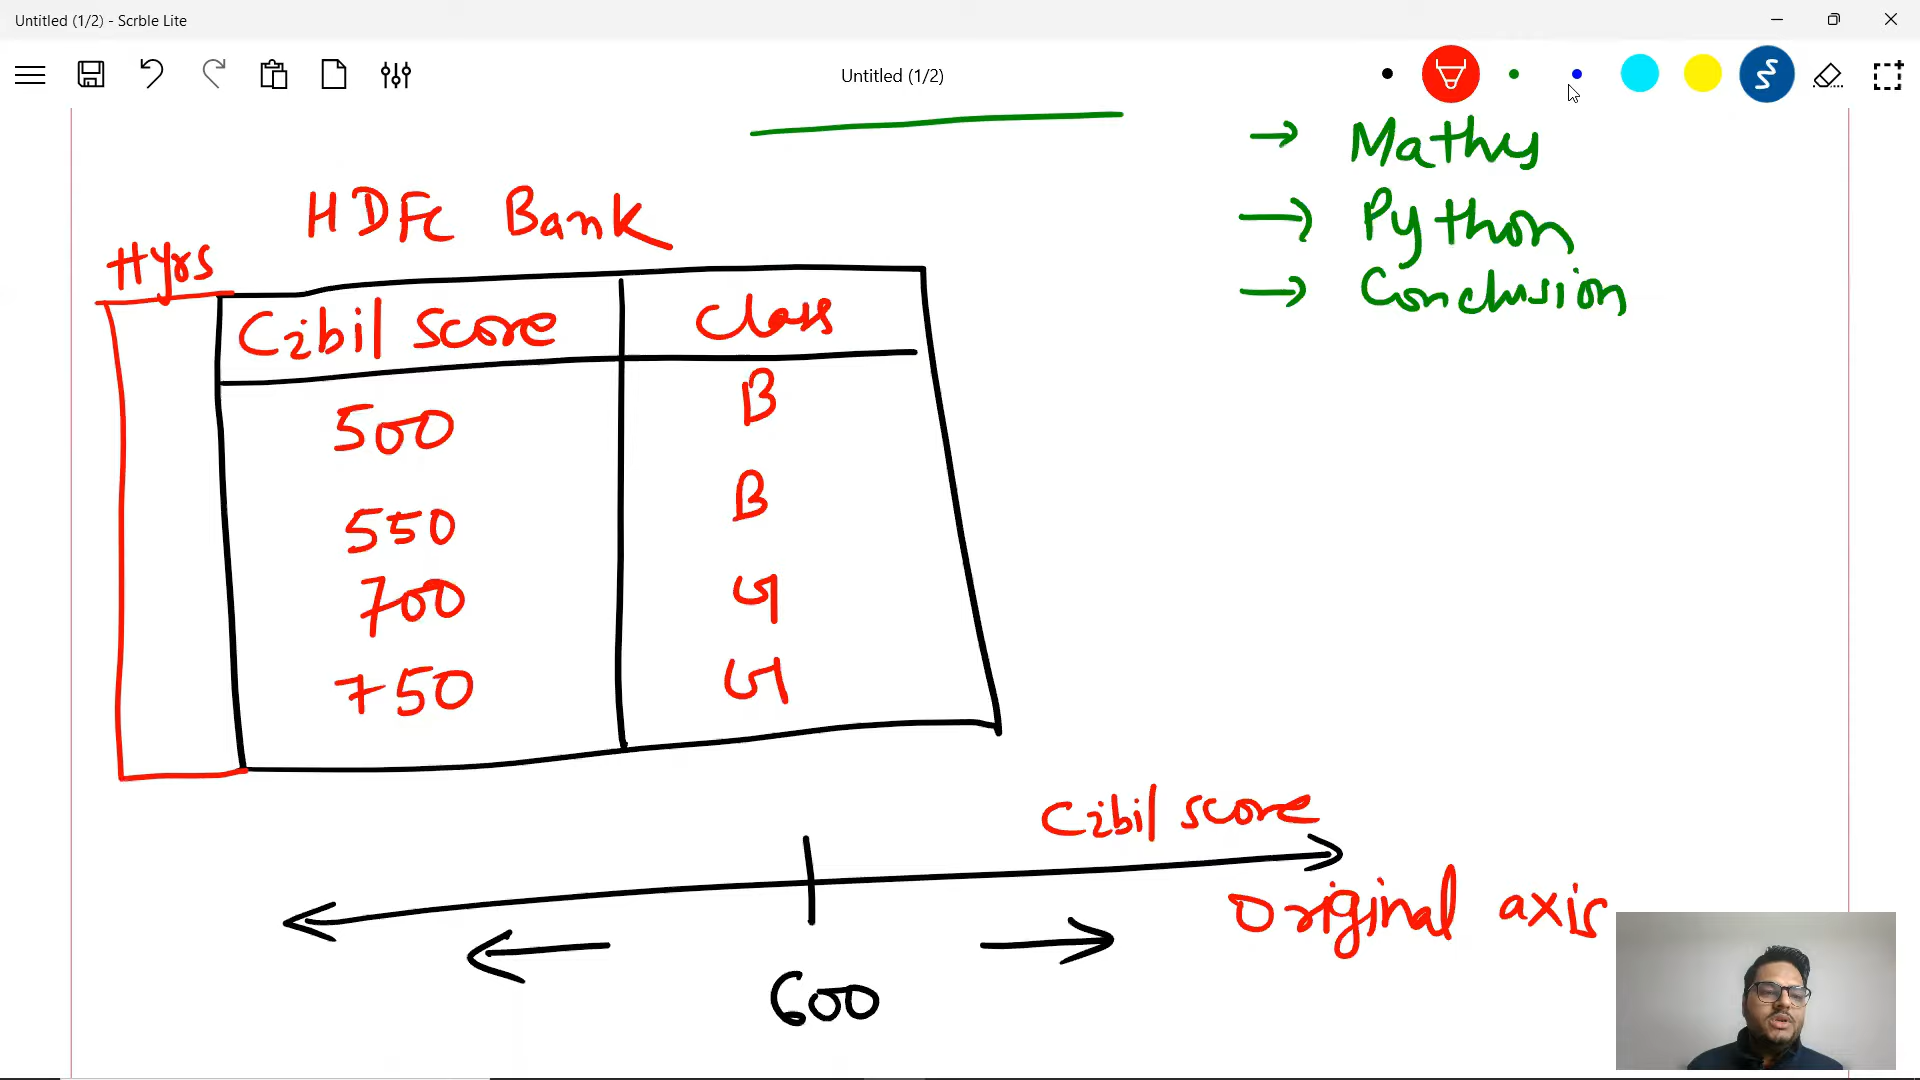 Untitled (1/2) - Scrble Lite
Untitled (1/2)
→ Maths
→ Python
→ Conclusion
HDFC Bank
Cibil Score Class
500 B
550 B
700 G
750 G
Cibil score
Original axis
600